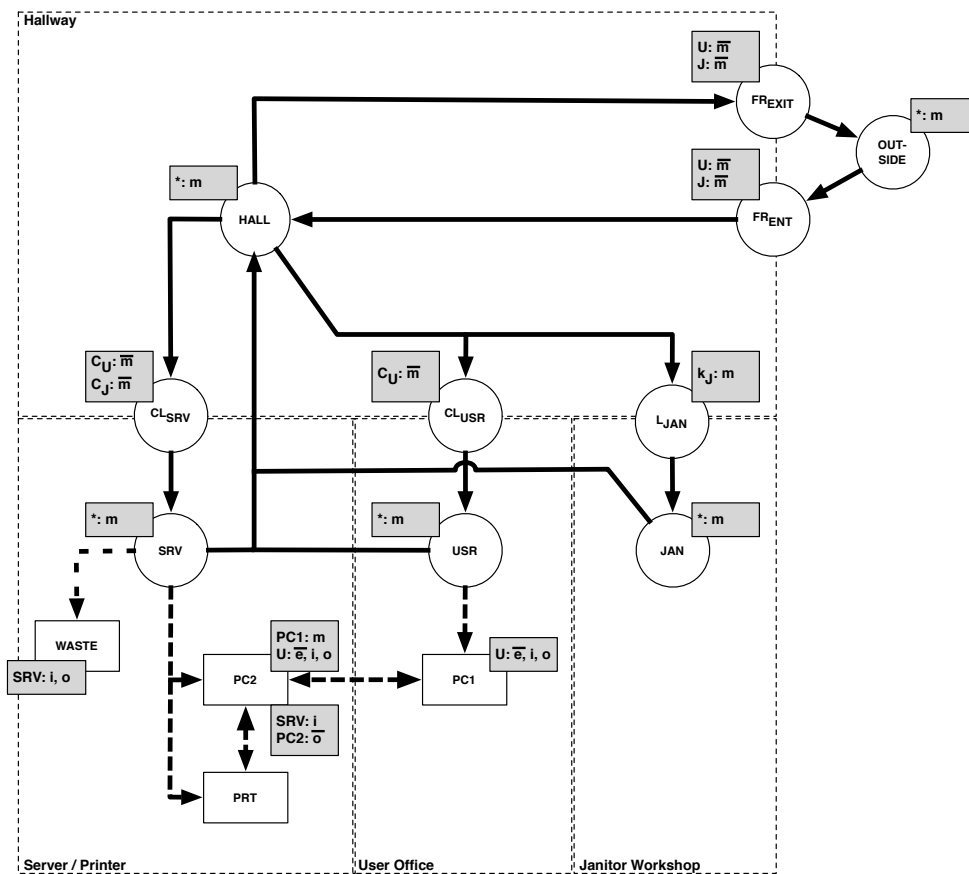 Hallway
U: m̅
J: m̅
FR_EXIT
*: m
OUT-
SIDE
U: m̅
J: m̅
*: m
HALL
FR_ENT
C_U: m̅
C_J: m̅
C_U: m̅
k_J: m
CL_SRV
CL_USR
L_JAN
*: m
*: m
*: m
SRV
USR
JAN
WASTE
SRV: i, o
PC1: m
U: e̅, i, o
U: e̅, i, o
PC2
PC1
SRV: i
PC2: o̅
PRT
Server / Printer
User Office
Janitor Workshop